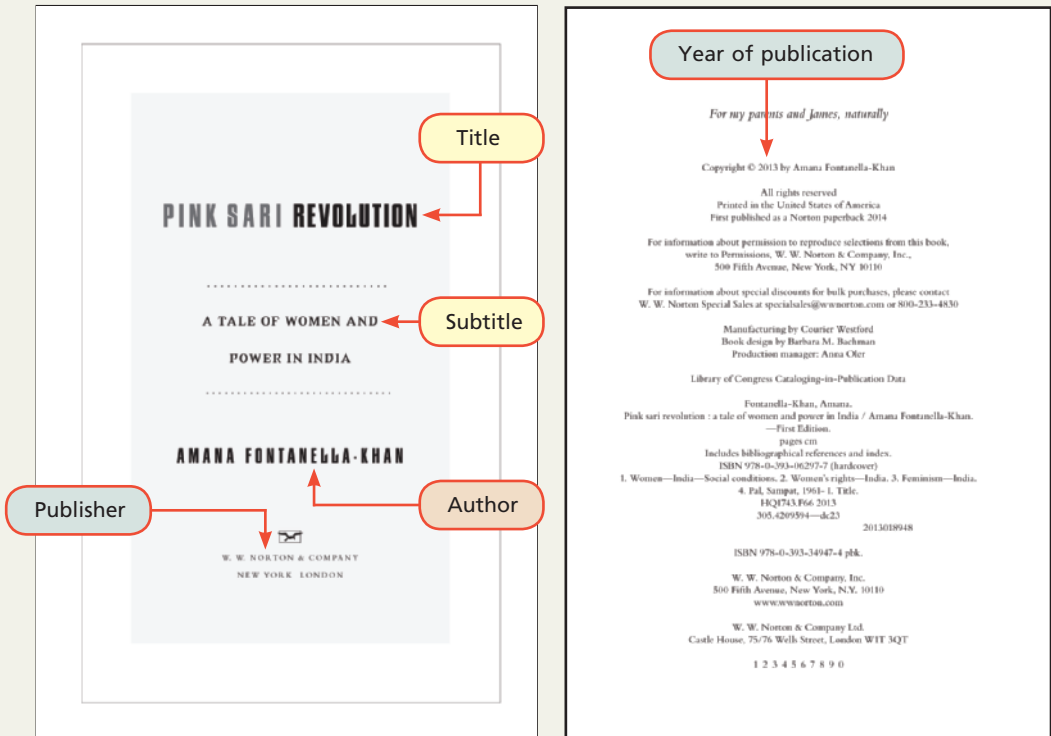 Title
PINK SARI REVOLUTION
A TALE OF WOMEN AND
Subtitle
POWER IN INDIA
AMANA FONTANELLA-KHAN
Author
Publisher
W. W. NORTON & COMPANY
NEW YORK LONDON
Year of publication
For my parents and James, naturally
Copyright © 2013 by Amana Fontanella-Khan
All rights reserved
Printed in the United States of America
First published as a Norton paperback 2014
For information about permission to reproduce selections from this book,
write to Permissions, W. W. Norton & Company, Inc.,
500 Fifth Avenue, New York, NY 10110
For information about special discounts for bulk purchases, please contact
W. W. Norton Special Sales at specialsales@wwnorton.com or 800-233-4830
Manufacturing by Courier Westford
Book design by Barbara M. Bachman
Production manager: Anna Oler
Library of Congress Cataloging-in-Publication Data
Fontanella-Khan, Amana.
Pink sari revolution : a tale of women and power in India / Amana Fontanella-Khan.
—First Edition.
pages cm
Includes bibliographical references and index.
ISBN 978-0-393-06297-7 (hardcover)
1. Women—India—Social conditions. 2. Women's rights—India. 3. Feminism—India.
4. Pal, Sampat, 1961- I. Title.
HQ1743.F66 2013
305.4209594—dc23
2013018948
ISBN 978-0-393-34947-4 pbk.
W. W. Norton & Company, Inc.
500 Fifth Avenue, New York, N.Y. 10110
www.wwnorton.com
W. W. Norton & Company Ltd.
Castle House, 75/76 Wells Street, London W1T 3QT
1 2 3 4 5 6 7 8 9 0